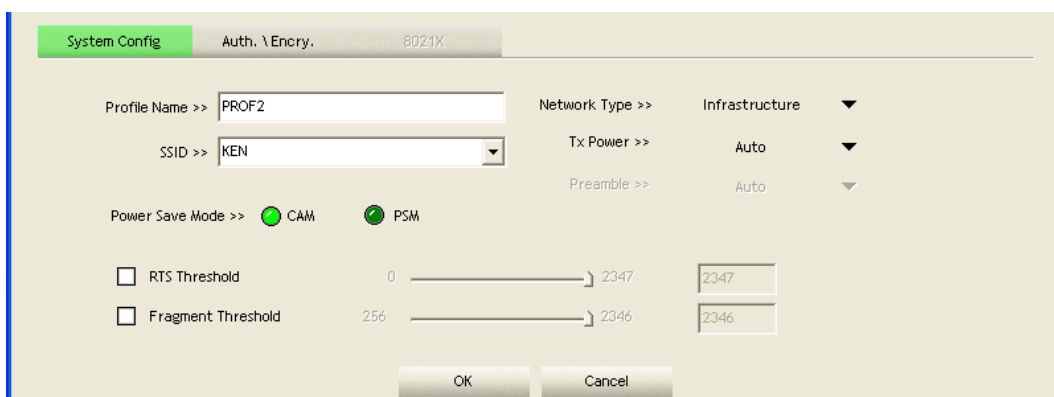 System Config Auth. \ Encry. 8021X
Profile Name >> PROF2 Network Type >> Infrastructure
SSID >> KEN Tx Power >> Auto
Preamble >> Auto
Power Save Mode >> CAM PSM
RTS Threshold 0 2347 2347
Fragment Threshold 256 2346 2346
OK Cancel